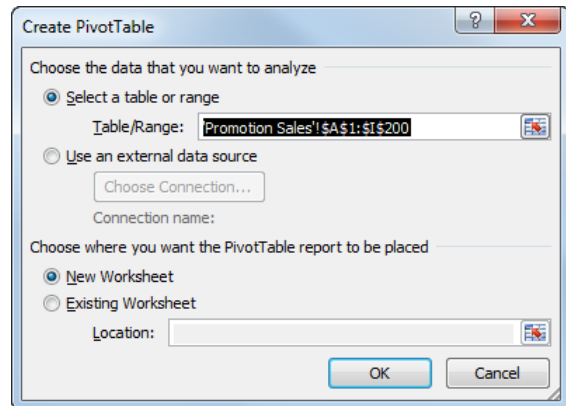 Create PivotTable
Choose the data that you want to analyze
Select a table or range
Table/Range: 'Promotion Sales'!$A$1:$I$200
Use an external data source
Choose Connection...
Connection name:
Choose where you want the PivotTable report to be placed
New Worksheet
Existing Worksheet
Location:
OK Cancel